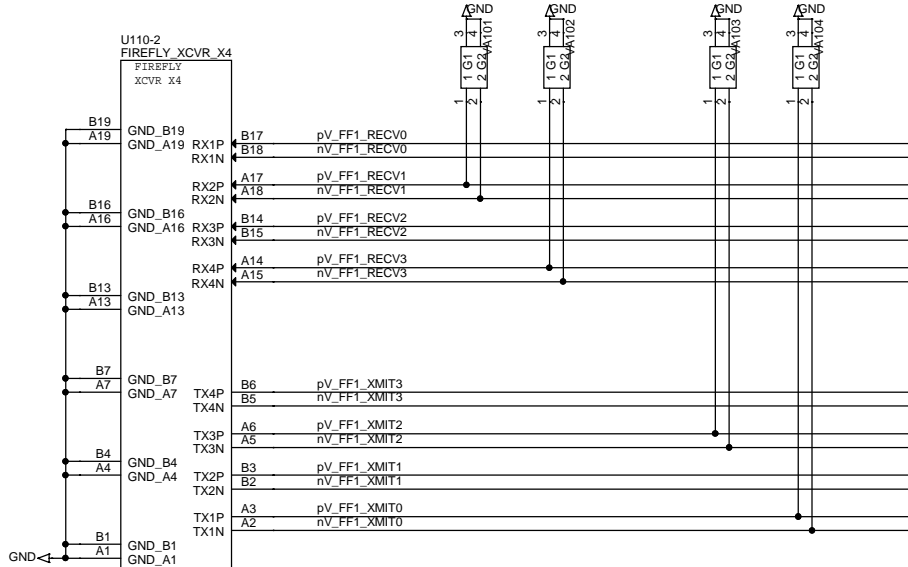 GND GND GND GND
3 4 3 4 3 4 3 4
VA101 VA102 VA103 VA104
1 G1 1 G1 1 G1 1 G1
2 G2 2 G2 2 G2 2 G2
1 2 1 2 1 2 1 2
U110-2
FIREFLY_XCVR_X4
FIREFLY
XCVR X4
B19 GND_B19
A19 GND_A19 RX1P B17 pV_FF1_RECV0
RX1N B18 nV_FF1_RECV0
RX2P A17 pV_FF1_RECV1
RX2N A18 nV_FF1_RECV1
B16 GND_B16
A16 GND_A16 RX3P B14 pV_FF1_RECV2
RX3N B15 nV_FF1_RECV2
RX4P A14 pV_FF1_RECV3
RX4N A15 nV_FF1_RECV3
B13 GND_B13
A13 GND_A13
B7 GND_B7
A7 GND_A7 TX4P B6 pV_FF1_XMIT3
TX4N B5 nV_FF1_XMIT3
TX3P A6 pV_FF1_XMIT2
TX3N A5 nV_FF1_XMIT2
B4 GND_B4
A4 GND_A4 TX2P B3 pV_FF1_XMIT1
TX2N B2 nV_FF1_XMIT1
TX1P A3 pV_FF1_XMIT0
TX1N A2 nV_FF1_XMIT0
B1 GND_B1
GND A1 GND_A1